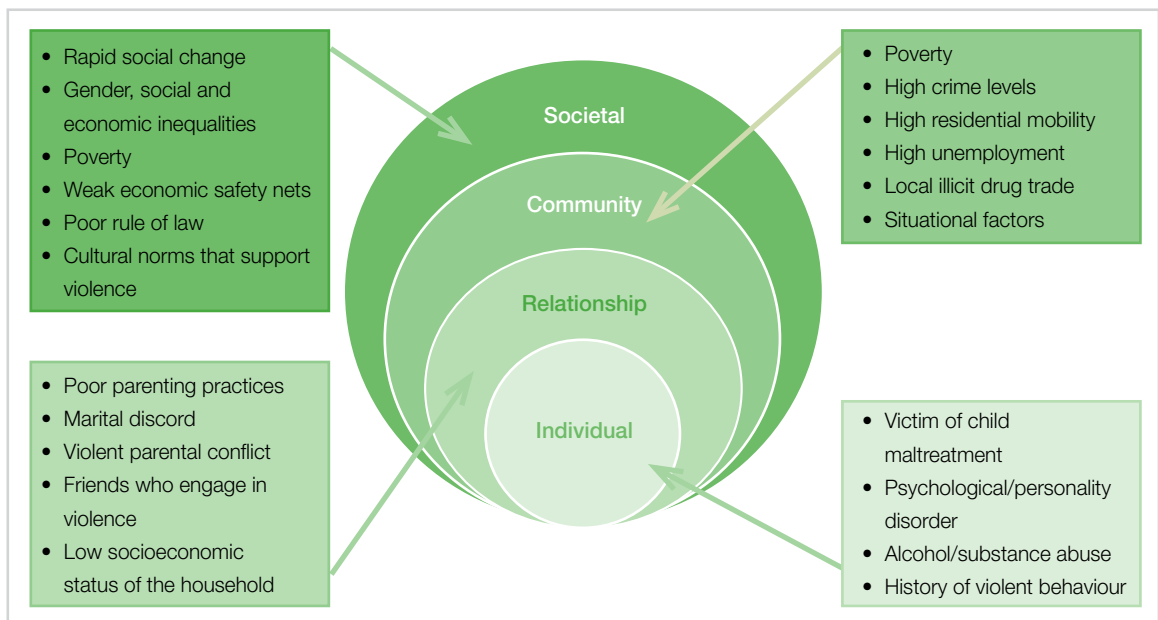 • Rapid social change
• Gender, social and
economic inequalities
• Poverty
• Weak economic safety nets
• Poor rule of law
• Cultural norms that support
violence
Societal
Community
Relationship
Individual
• Poverty
• High crime levels
• High residential mobility
• High unemployment
• Local illicit drug trade
• Situational factors
• Poor parenting practices
• Marital discord
• Violent parental conflict
• Friends who engage in
violence
• Low socioeconomic
status of the household
• Victim of child
maltreatment
• Psychological/personality
disorder
• Alcohol/substance abuse
• History of violent behaviour